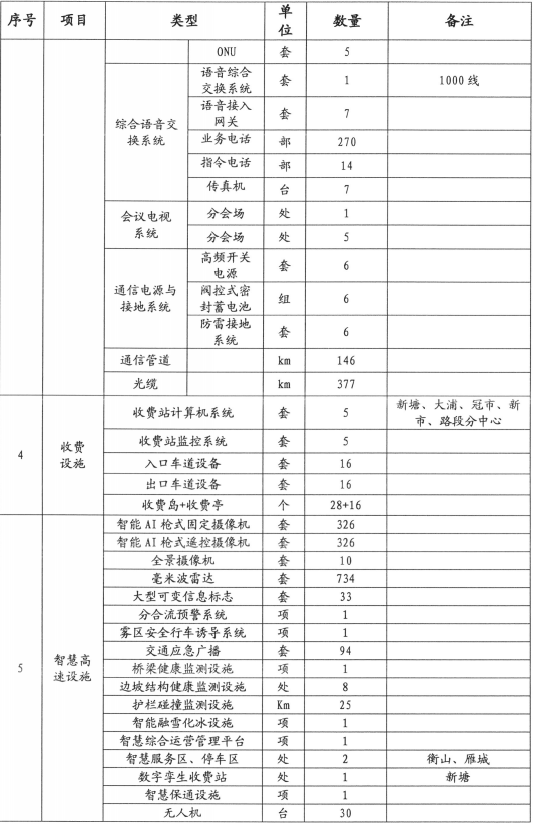 序号 项目 类型 单位 数量 备注
ONU 套 5
综合语音交换系统 语音综合交换系统 套 1 1000 线
语音接入网关 套 7
业务电话 部 270
指令电话 部 14
传真机 台 7
会议电视系统 分会场 处 1
分会场 处 5
通信电源与接地系统 高频开关电源 套 6
阀控式密封蓄电池 组 6
防雷接地系统 套 6
通信管道 km 146
光缆 km 377
4 收费设施 收费站计算机系统 套 5 新塘、大浦、冠市、新市、路段分中心
收费站监控系统 套 5
入口车道设备 套 16
出口车道设备 套 16
收费岛+收费亭 个 28+16
5 智慧高速设施 智能 AI 枪式固定摄像机 套 326
智能 AI 枪式遥控摄像机 套 326
全景摄像机 套 10
毫米波雷达 套 734
大型可变信息标志 套 33
分合流预警系统 项 1
雾区安全行车诱导系统 项 1
交通应急广播 套 94
桥梁健康监测设施 项 1
边坡结构健康监测设施 处 8
护栏碰撞监测设施 Km 25
智能融雪化冰设施 项 1
智慧综合运营管理平台 项 1
智慧服务区、停车区 处 2 衡山、雁城
数字孪生收费站 处 1 新塘
智慧保通设施 项 1
无人机 台 30